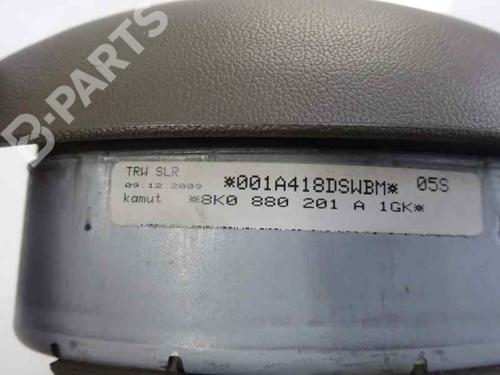 B-PARTS
TRW SLR
09.12.2009 *001A418DSWBM* 05S
kamut *8K0 880 201 A 1GK*